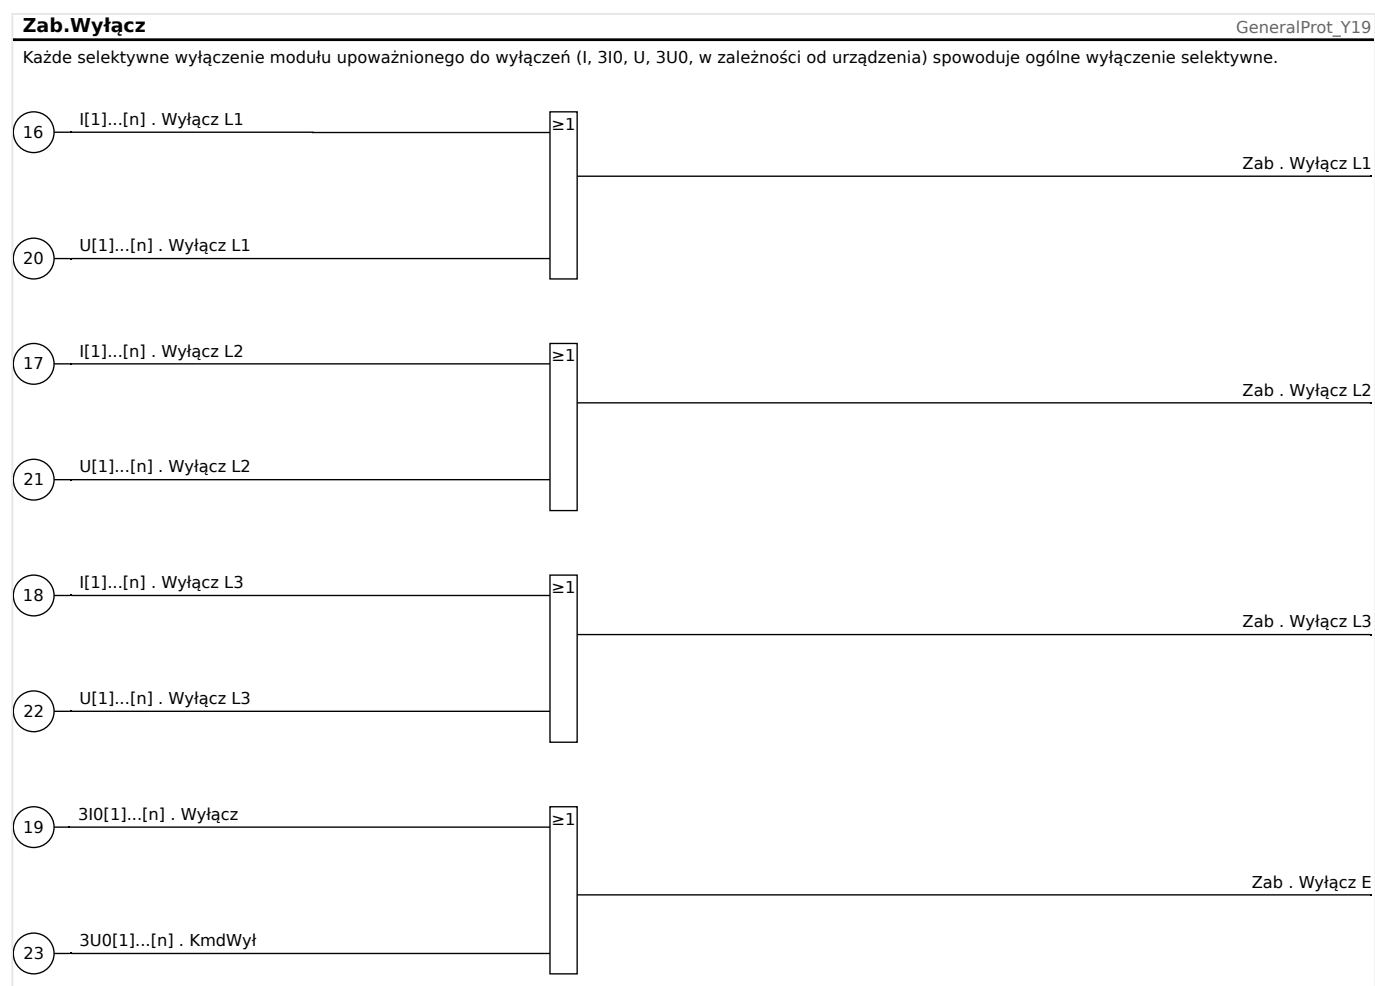 Zab.Wyłącz
GeneralProt_Y19
Każde selektywne wyłączenie modułu upoważnionego do wyłączeń (I, 3I0, U, 3U0, w zależności od urządzenia) spowoduje ogólne wyłączenie selektywne.
16
I[1]...[n] . Wyłącz L1
≥1
Zab . Wyłącz L1
20
U[1]...[n] . Wyłącz L1
17
I[1]...[n] . Wyłącz L2
≥1
Zab . Wyłącz L2
21
U[1]...[n] . Wyłącz L2
18
I[1]...[n] . Wyłącz L3
≥1
Zab . Wyłącz L3
22
U[1]...[n] . Wyłącz L3
19
3I0[1]...[n] . Wyłącz
≥1
Zab . Wyłącz E
23
3U0[1]...[n] . KmdWył